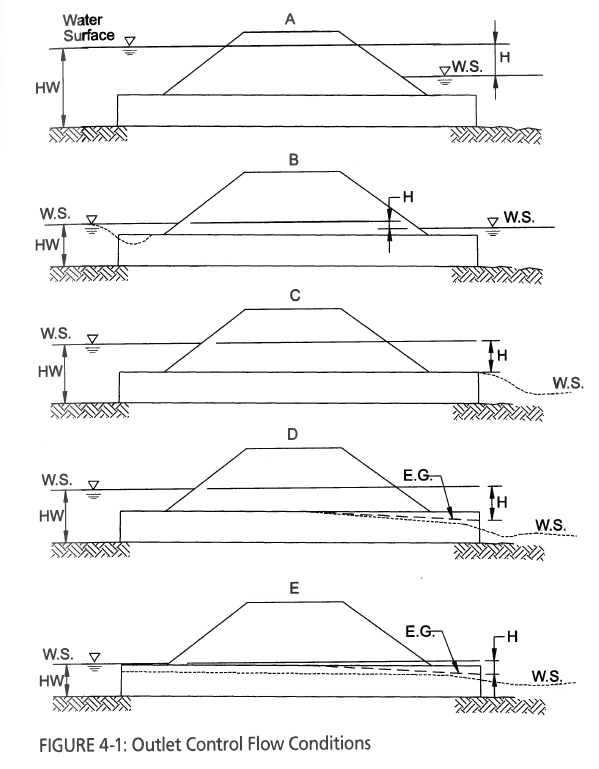 A
Water
Surface
H
W.S.
HW
B
H
W.S.
W.S.
HW
C
W.S.
H
HW
W.S.
D
E.G.
W.S.
H
HW
W.S.
E
E.G.
H
W.S.
HW
W.S.
FIGURE 4-1: Outlet Control Flow Conditions